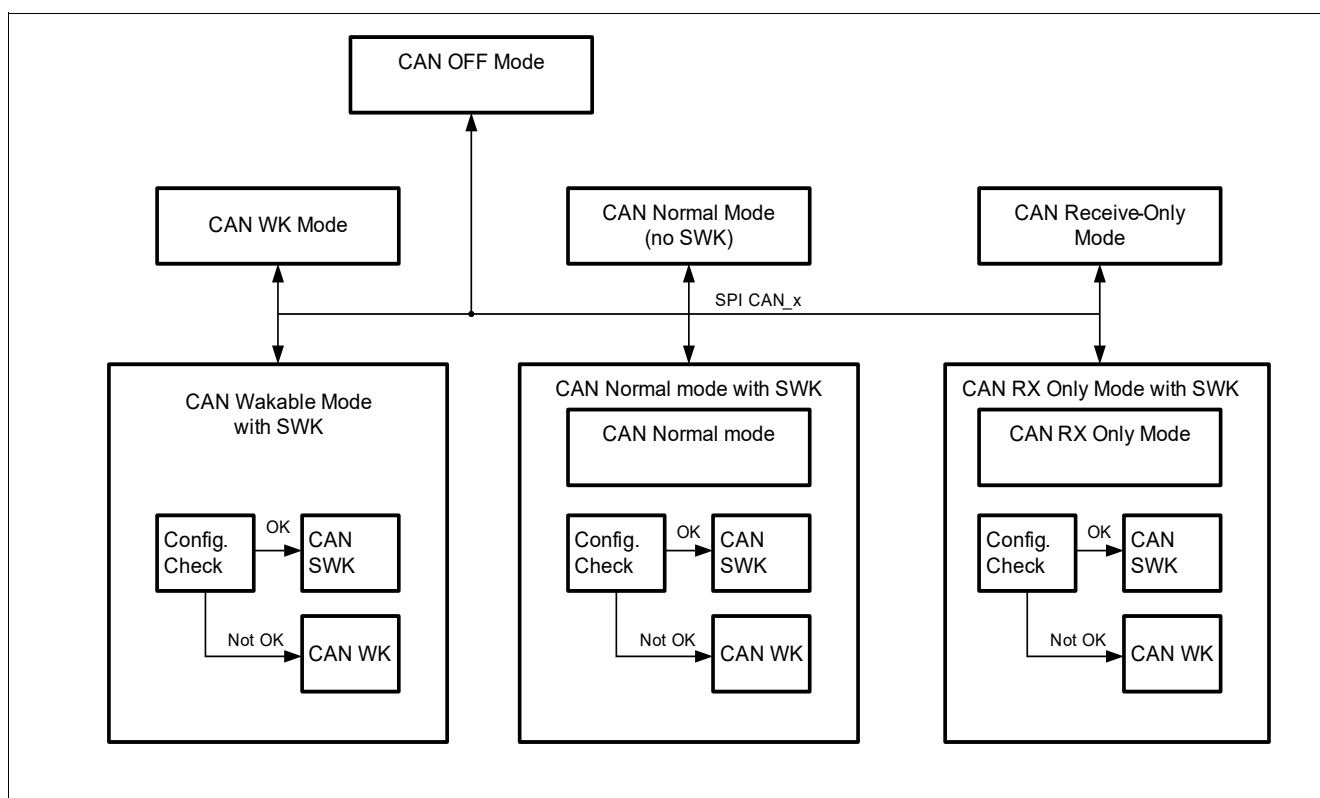 CAN OFF Mode
CAN WK Mode
CAN Normal Mode
(no SWK)
CAN Receive-Only
Mode
SPI CAN_x
CAN Wakable Mode
with SWK
Config.
Check
OK
CAN
SWK
Not OK
CAN WK
CAN Normal mode with SWK
CAN Normal mode
Config.
Check
OK
CAN
SWK
Not OK
CAN WK
CAN RX Only Mode with SWK
CAN RX Only Mode
Config.
Check
OK
CAN
SWK
Not OK
CAN WK